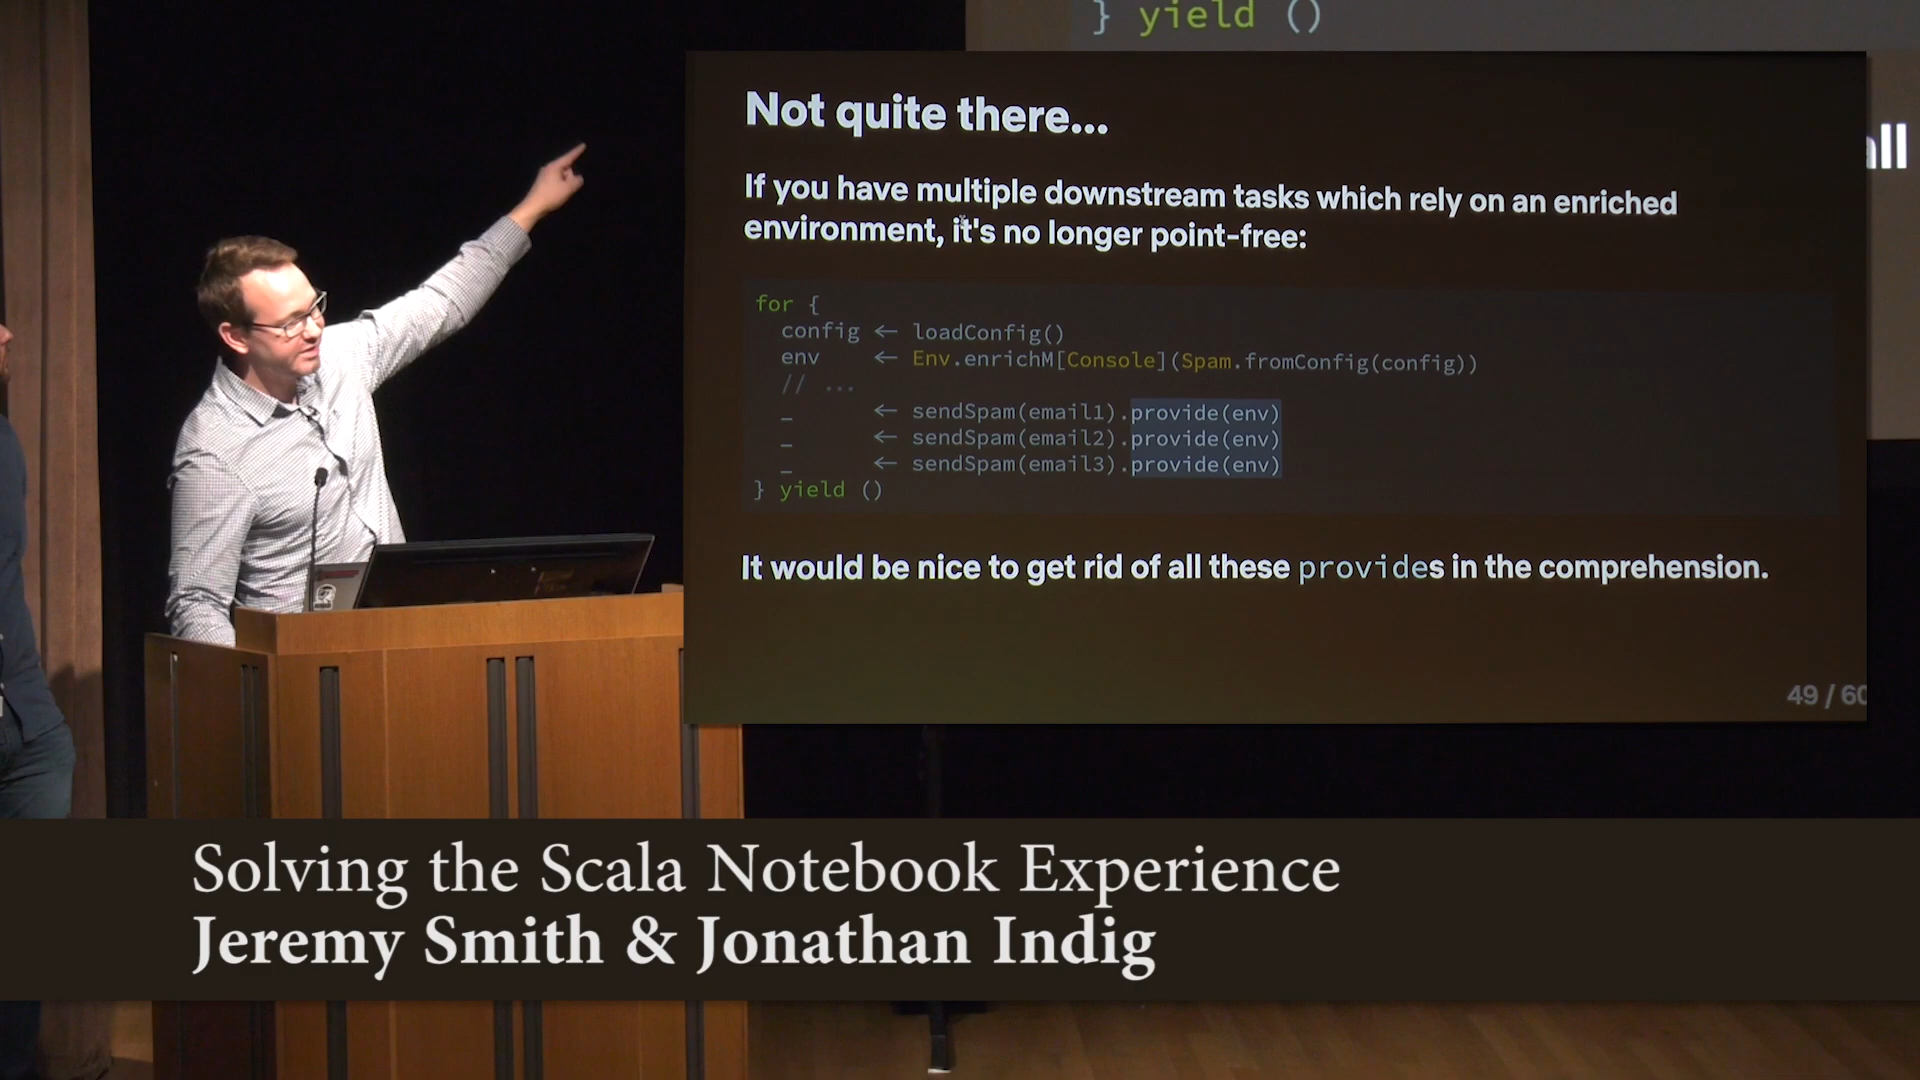 } yield ()
all
Not quite there...
If you have multiple downstream tasks which rely on an enriched
environment, it's no longer point-free:
for {
config ← loadConfig()
env ← Env.enrichM[Console](Spam.fromConfig(config))
// ...
_ ← sendSpam(email1).provide(env)
_ ← sendSpam(email2).provide(env)
_ ← sendSpam(email3).provide(env)
} yield ()
It would be nice to get rid of all these provides in the comprehension.
49 / 60
Solving the Scala Notebook Experience
Jeremy Smith & Jonathan Indig